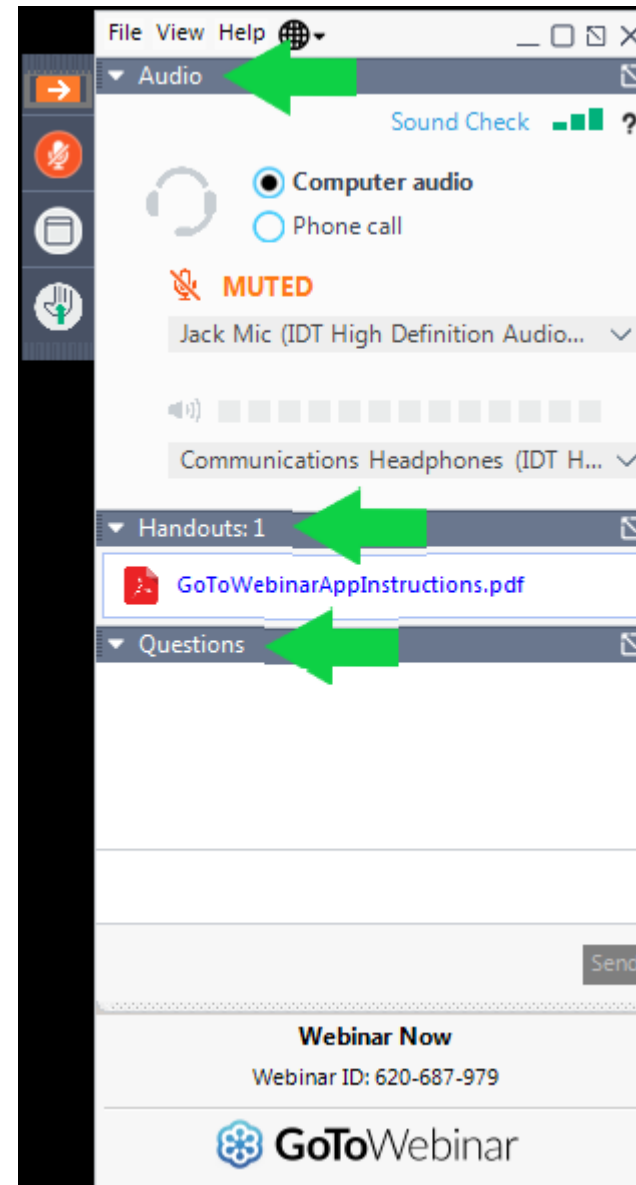 File View Help
Audio
Sound Check ?
Computer audio
Phone call
MUTED
Jack Mic (IDT High Definition Audio...
Communications Headphones (IDT H...
Handouts: 1
GoToWebinarAppInstructions.pdf
Questions
Send
Webinar Now
Webinar ID: 620-687-979
GoToWebinar